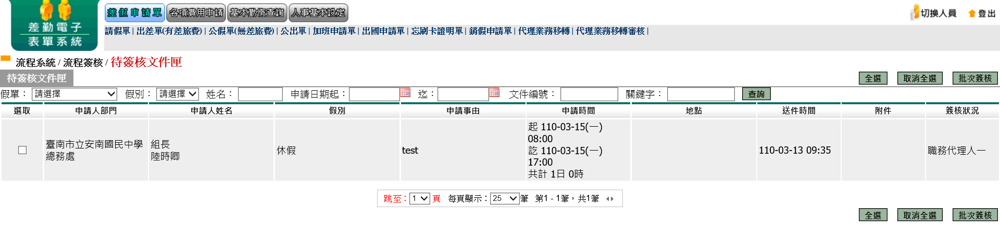 差勤電子
表單系統
差假申請單 各項費用申請 基本勤惰查詢 人事基本設定
切換人員 登出
請假單 | 出差單(有差旅費) | 公假單(無差旅費) | 公出單 | 加班申請單 | 出國申請單 | 忘刷卡證明單 | 銷假申請單 | 代理業務移轉 | 代理業務移轉審核 |
流程系統 / 流程簽核 / 待簽核文件匣
待簽核文件匣
全選 取消全選 批次簽核
假單： 請選擇 假別： 請選擇 姓名： 申請日期起： 迄： 文件編號： 關鍵字： 查詢
選取 申請人部門 申請人姓名 假別 申請事由 申請時間 地點 送件時間 附件 簽核狀況
臺南市立安南國民中學
總務處
組長
陸時卿
休假
test
起 110-03-15(一)
08:00
訖 110-03-15(一)
17:00
共計 1日 0時
110-03-13 09:35
職務代理人一
跳至：1 頁 每頁顯示：25 筆 第1 - 1筆，共1筆
全選 取消全選 批次簽核